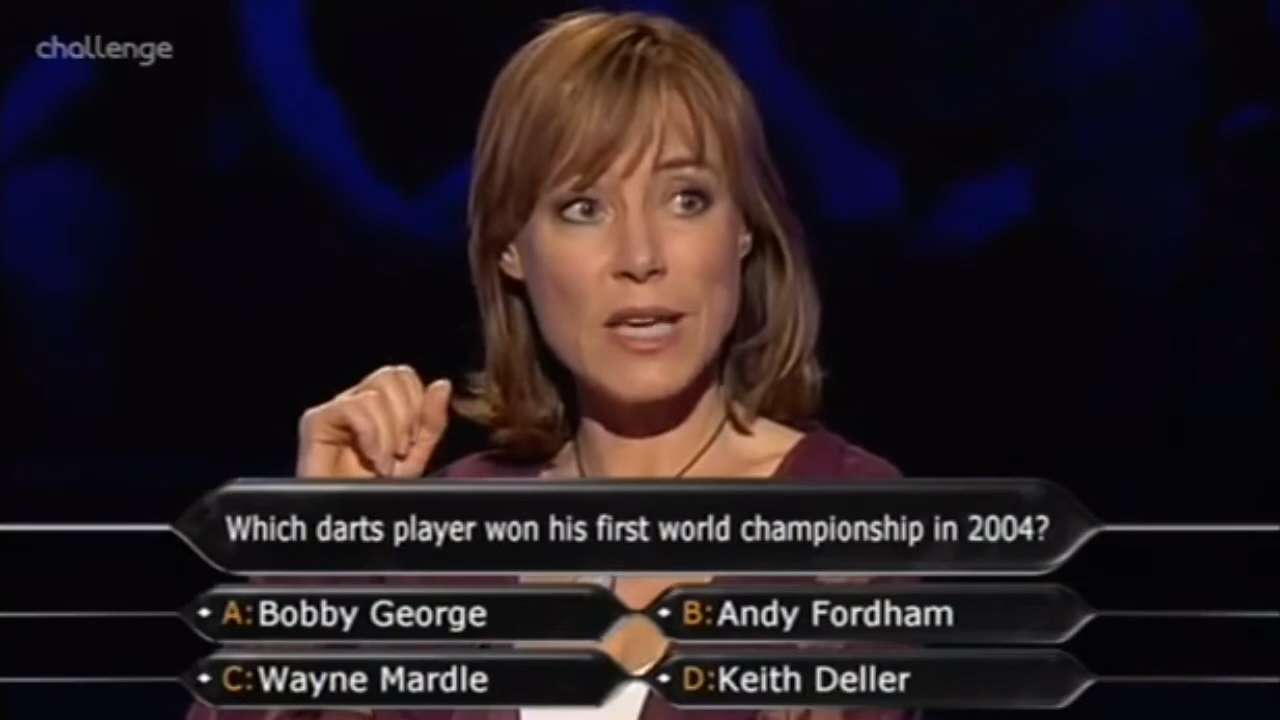 challenge
Which darts player won his first world championship in 2004?
A: Bobby George
B: Andy Fordham
C: Wayne Mardle
D: Keith Deller